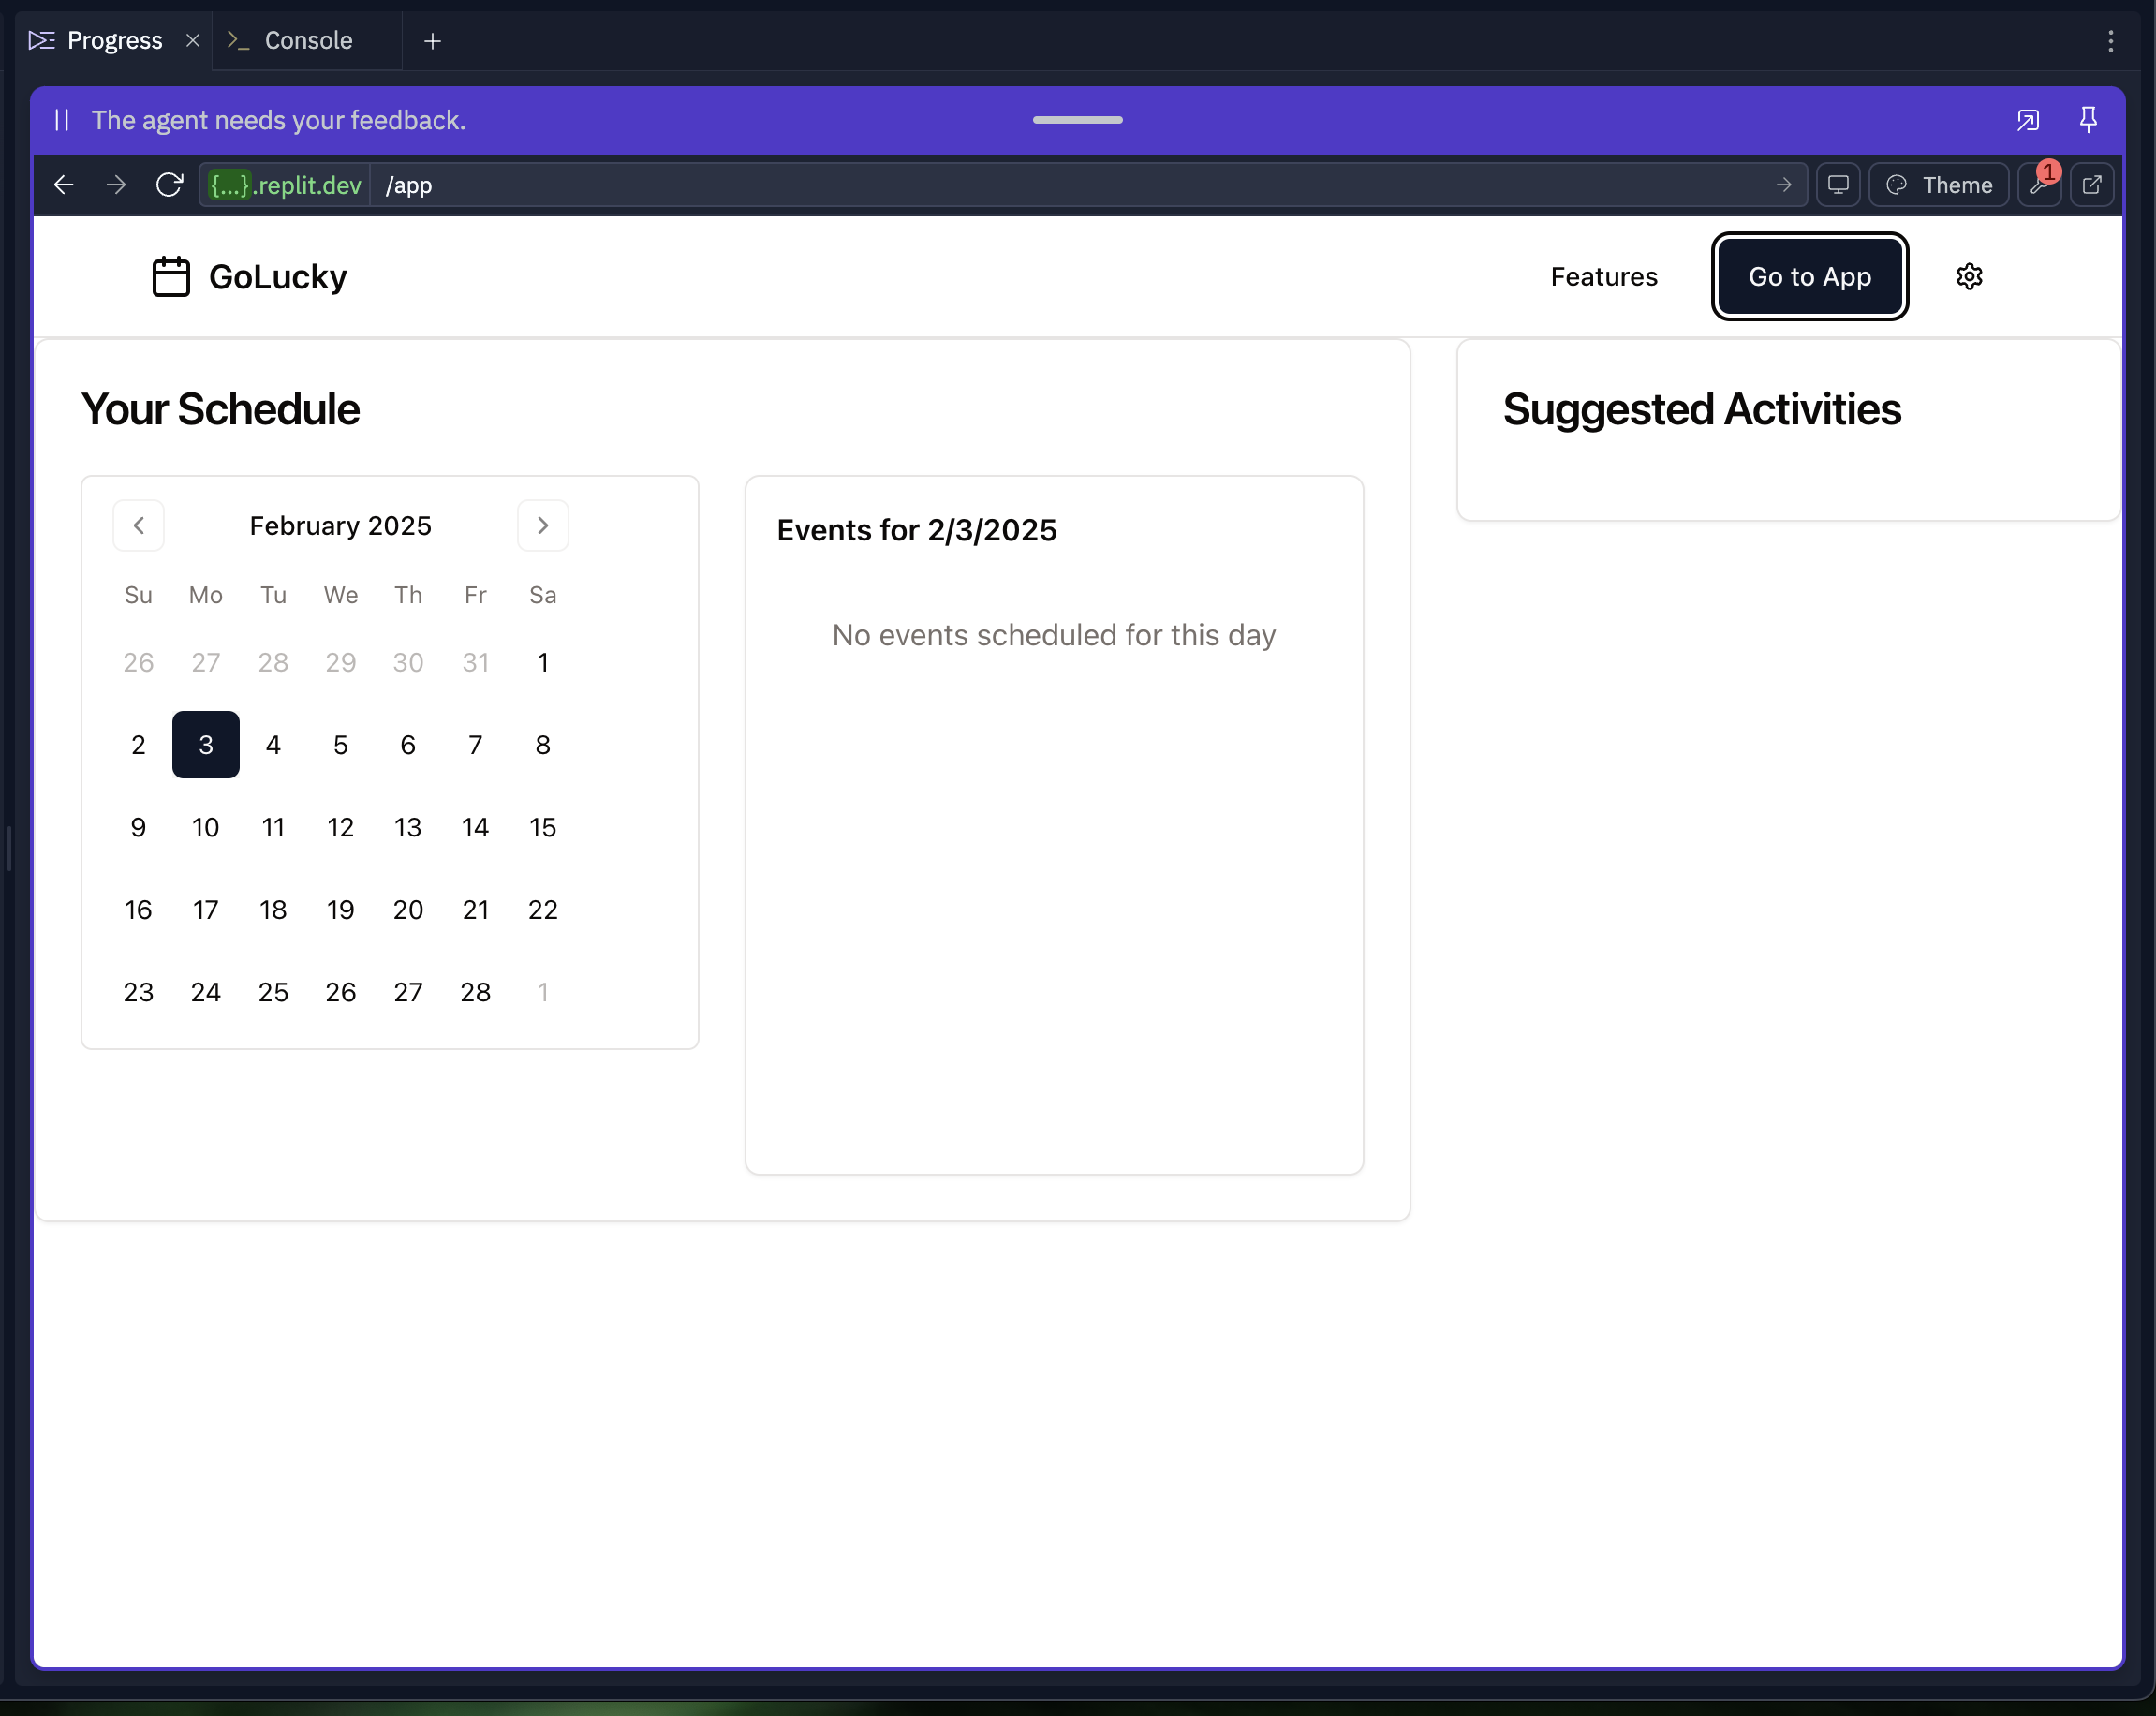 Progress
Console
The agent needs your feedback.
{...}.replit.dev /app
Theme
1
GoLucky
Features
Go to App
Your Schedule
Suggested Activities
February 2025
Su Mo Tu We Th Fr Sa
26 27 28 29 30 31 1
2 3 4 5 6 7 8
9 10 11 12 13 14 15
16 17 18 19 20 21 22
23 24 25 26 27 28 1
Events for 2/3/2025
No events scheduled for this day